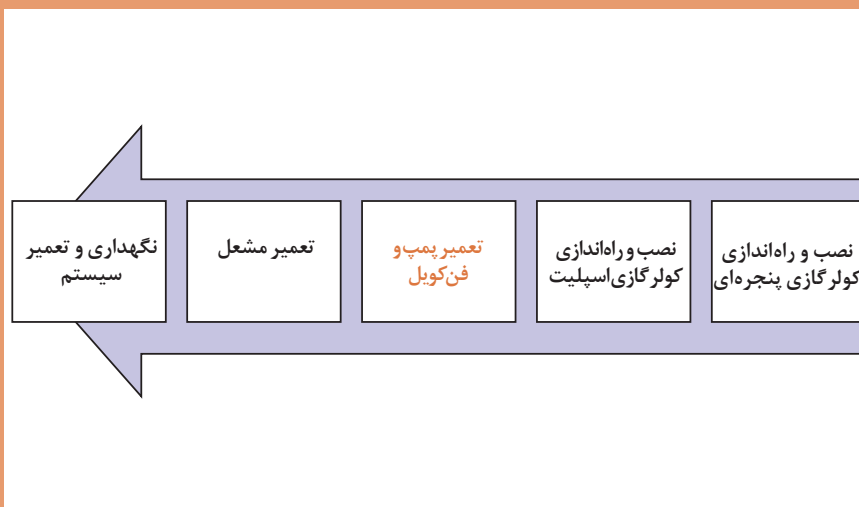 نصب و راه‌اندازی
کولر گازی پنجره‌ای
نصب و راه‌اندازی
کولر گازی اسپلیت
تعمیر پمپ و
فن‌کویل
تعمیر مشعل
نگهداری و تعمیر
سیستم